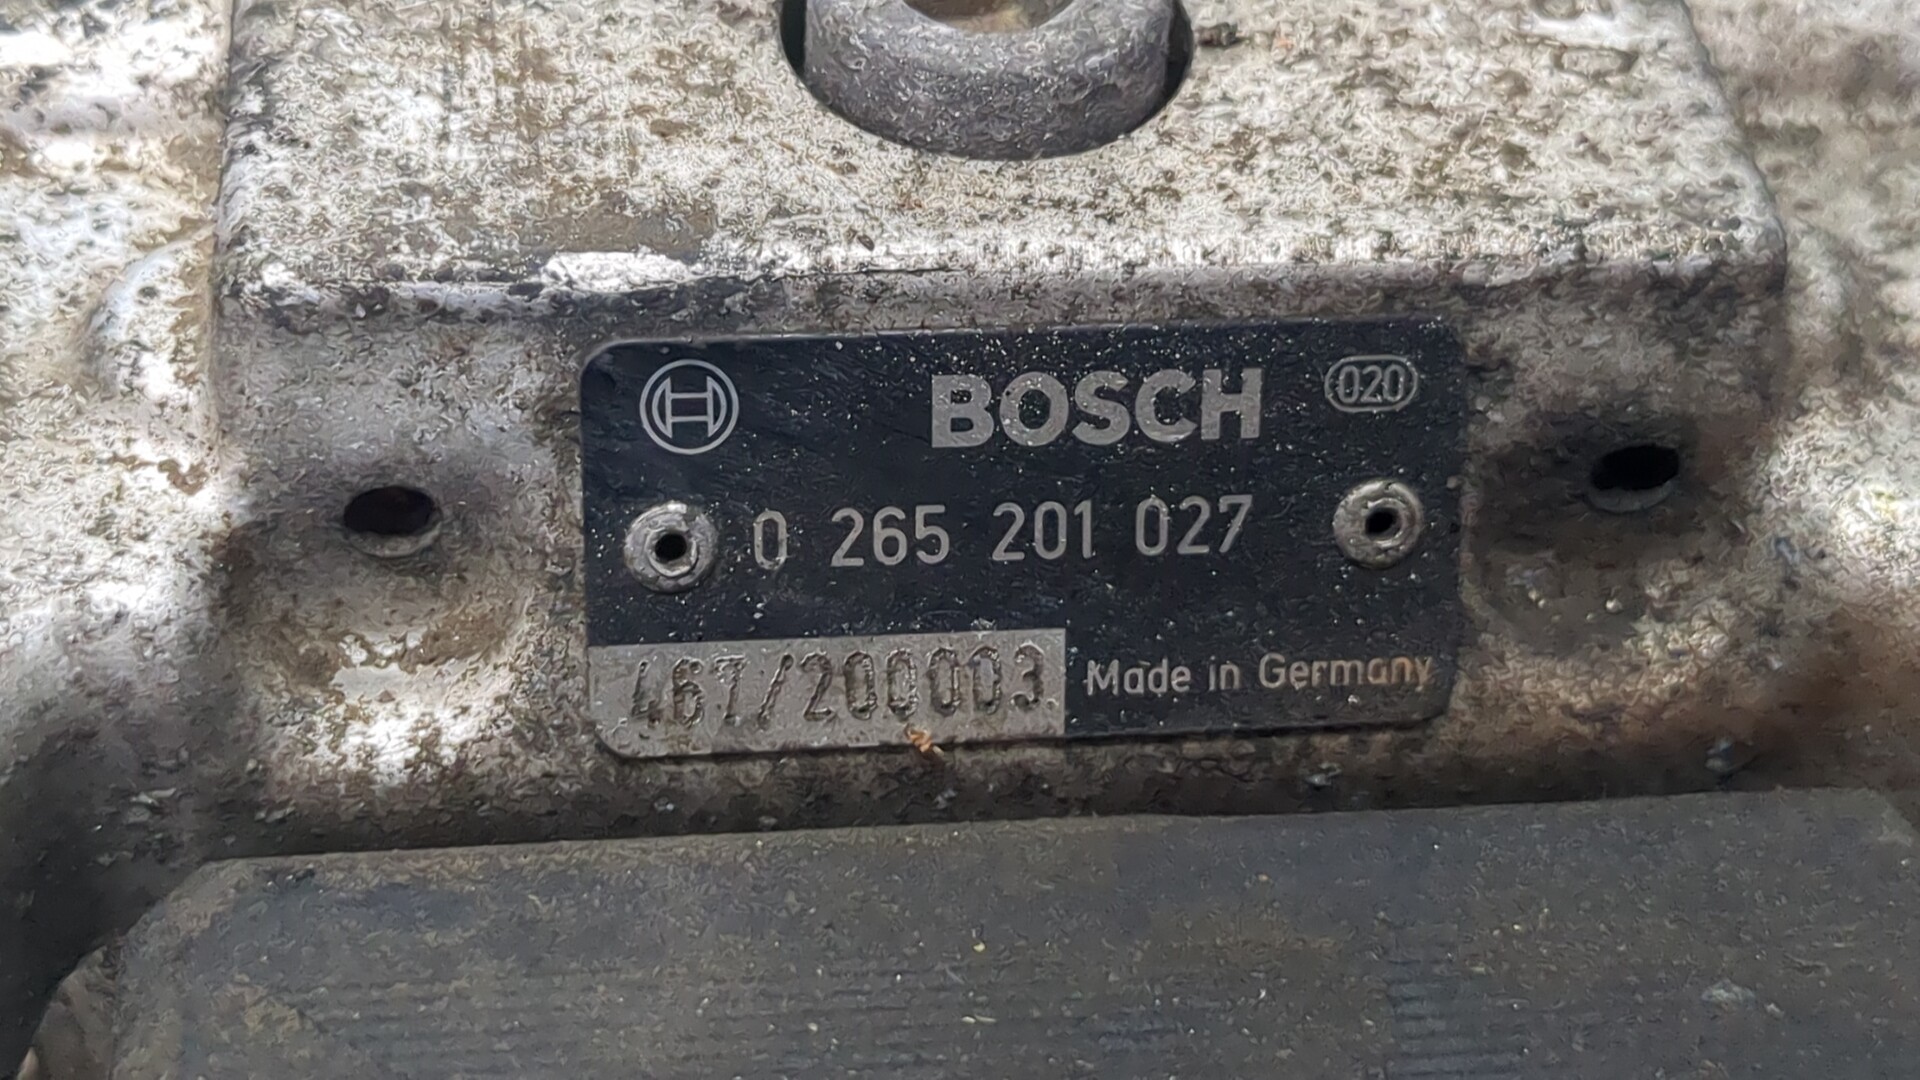 BOSCH 020
0 265 201 027
467/200003 Made in Germany